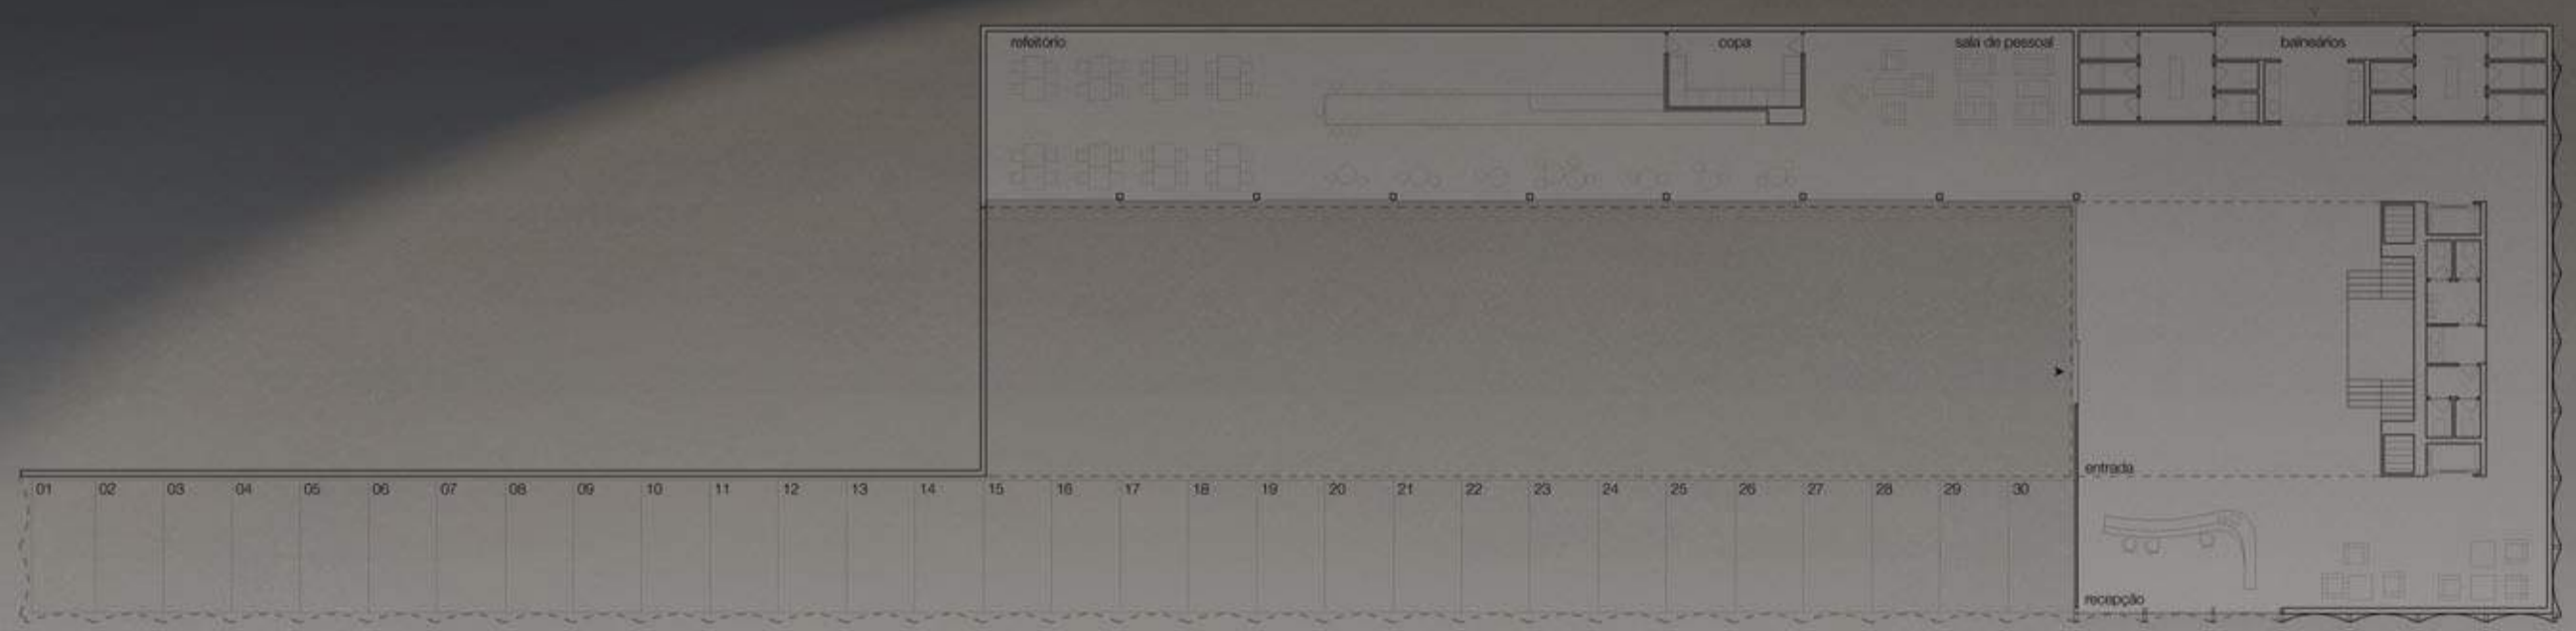 refeitório
copa
sala de pessoal
balneários
entrada
01 02 03 04 05 06 07 08 09 10 11 12 13 14 15 16 17 18 19 20 21 22 23 24 25 26 27 28 29 30
recepção